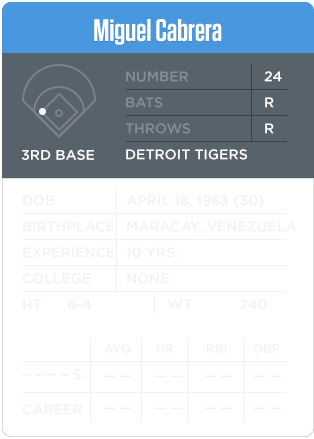 Miguel Cabrera
NUMBER 24
BATS R
THROWS R
3RD BASE DETROIT TIGERS
DOB APRIL 18, 1983 (30)
BIRTHPLACE MARACAY, VENEZUELA
EXPERIENCE 10 YRS.
COLLEGE NONE
HT 6-4 WT 240
AVG HR RBI OBP
– – – – S. – – – – – – – –
CAREER – – – – – – – –